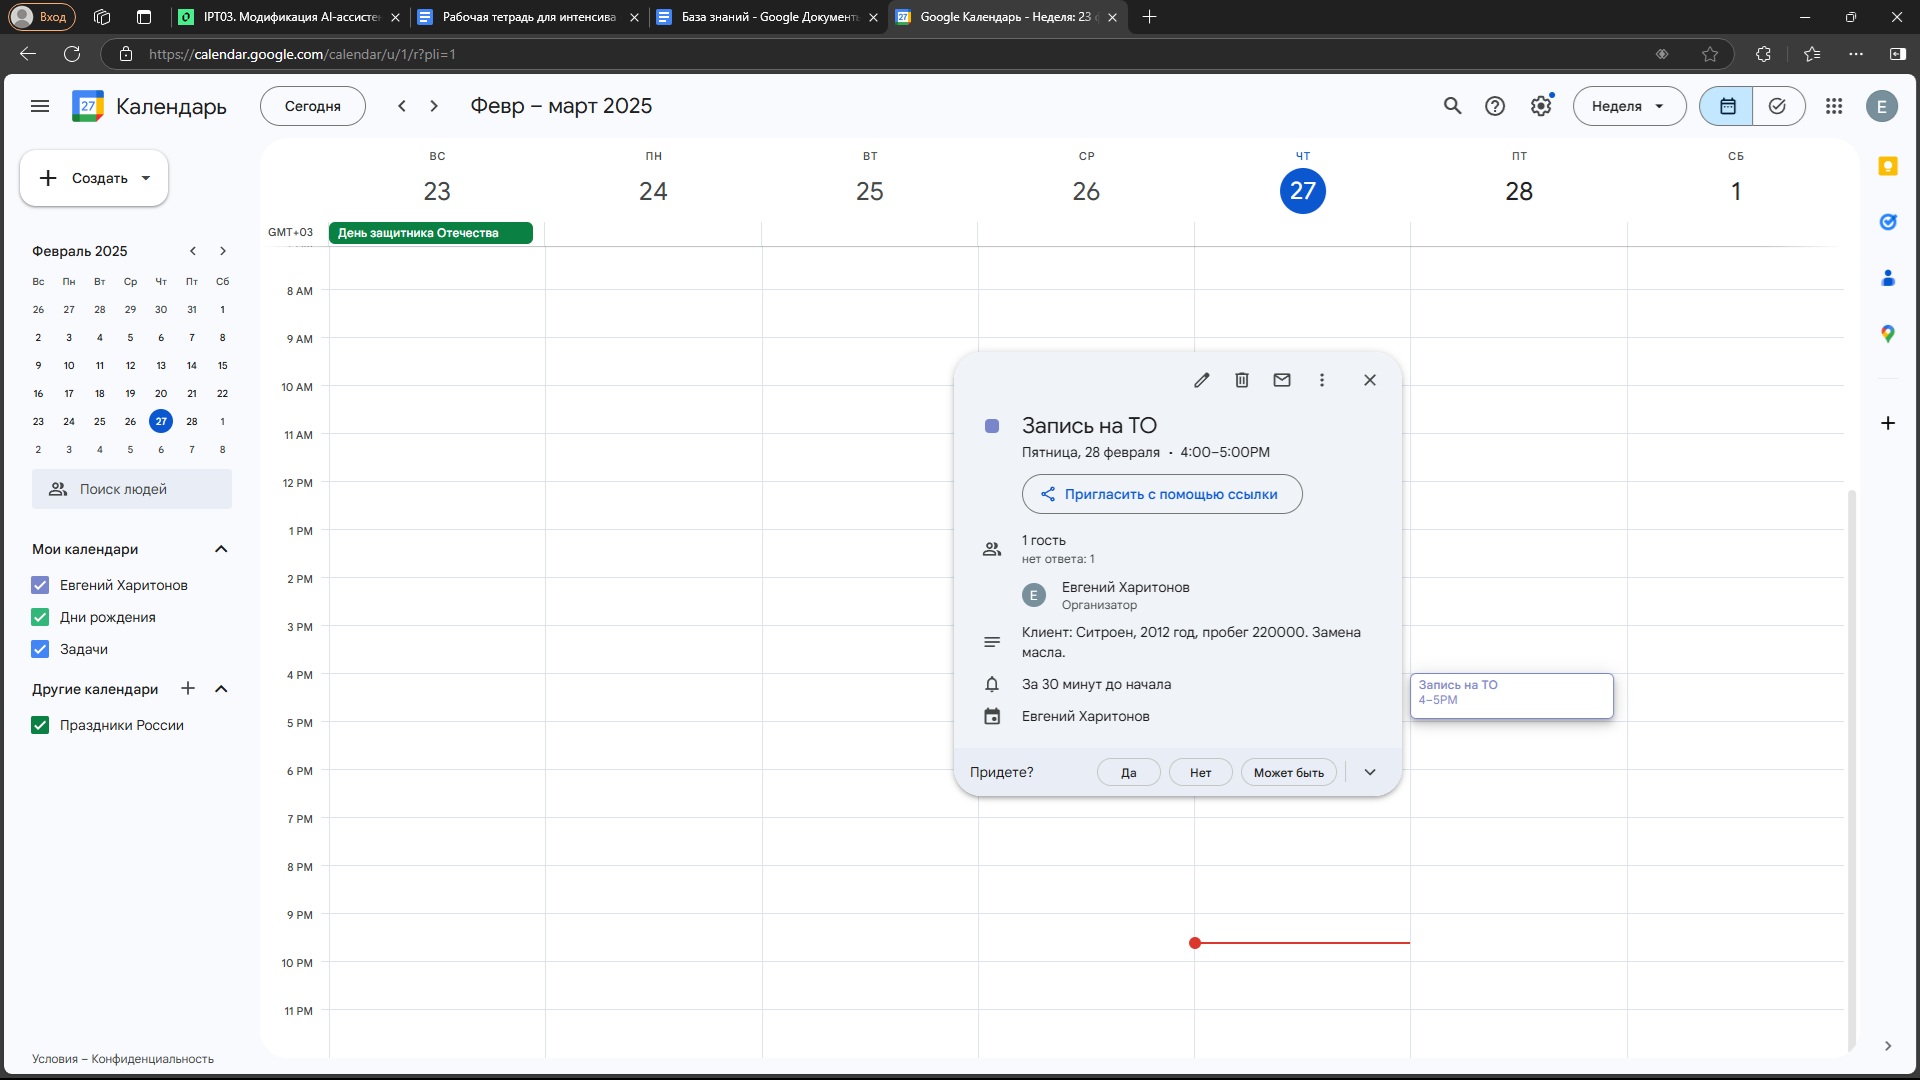 Вход
IPT03. Модификация AI-ассистен
Рабочая тетрадь для интенсива
База знаний - Google Документы
Google Календарь - Неделя: 23
https://calendar.google.com/calendar/u/1/r?pli=1
27
Календарь
Сегодня
Февр – март 2025
Неделя
E
Создать
ВС
ПН
ВТ
СР
ЧТ
ПТ
СБ
23
24
25
26
27
28
1
GMT+03
День защитника Отечества
Февраль 2025
Вс Пн Вт Ср Чт Пт Сб
26 27 28 29 30 31 1
2 3 4 5 6 7 8
9 10 11 12 13 14 15
16 17 18 19 20 21 22
23 24 25 26 27 28 1
2 3 4 5 6 7 8
Поиск людей
Мои календари
Евгений Харитонов
Дни рождения
Задачи
Другие календари
Праздники России
Условия – Конфиденциальность
8 AM
9 AM
10 AM
11 AM
12 PM
1 PM
2 PM
3 PM
4 PM
5 PM
6 PM
7 PM
8 PM
9 PM
10 PM
11 PM
Запись на ТО
Пятница, 28 февраля · 4:00–5:00PM
Пригласить с помощью ссылки
1 гость
нет ответа: 1
E
Евгений Харитонов
Организатор
Клиент: Ситроен, 2012 год, пробег 220000. Замена
масла.
За 30 минут до начала
Евгений Харитонов
Придете?
Да
Нет
Может быть
Запись на ТО
4–5PM